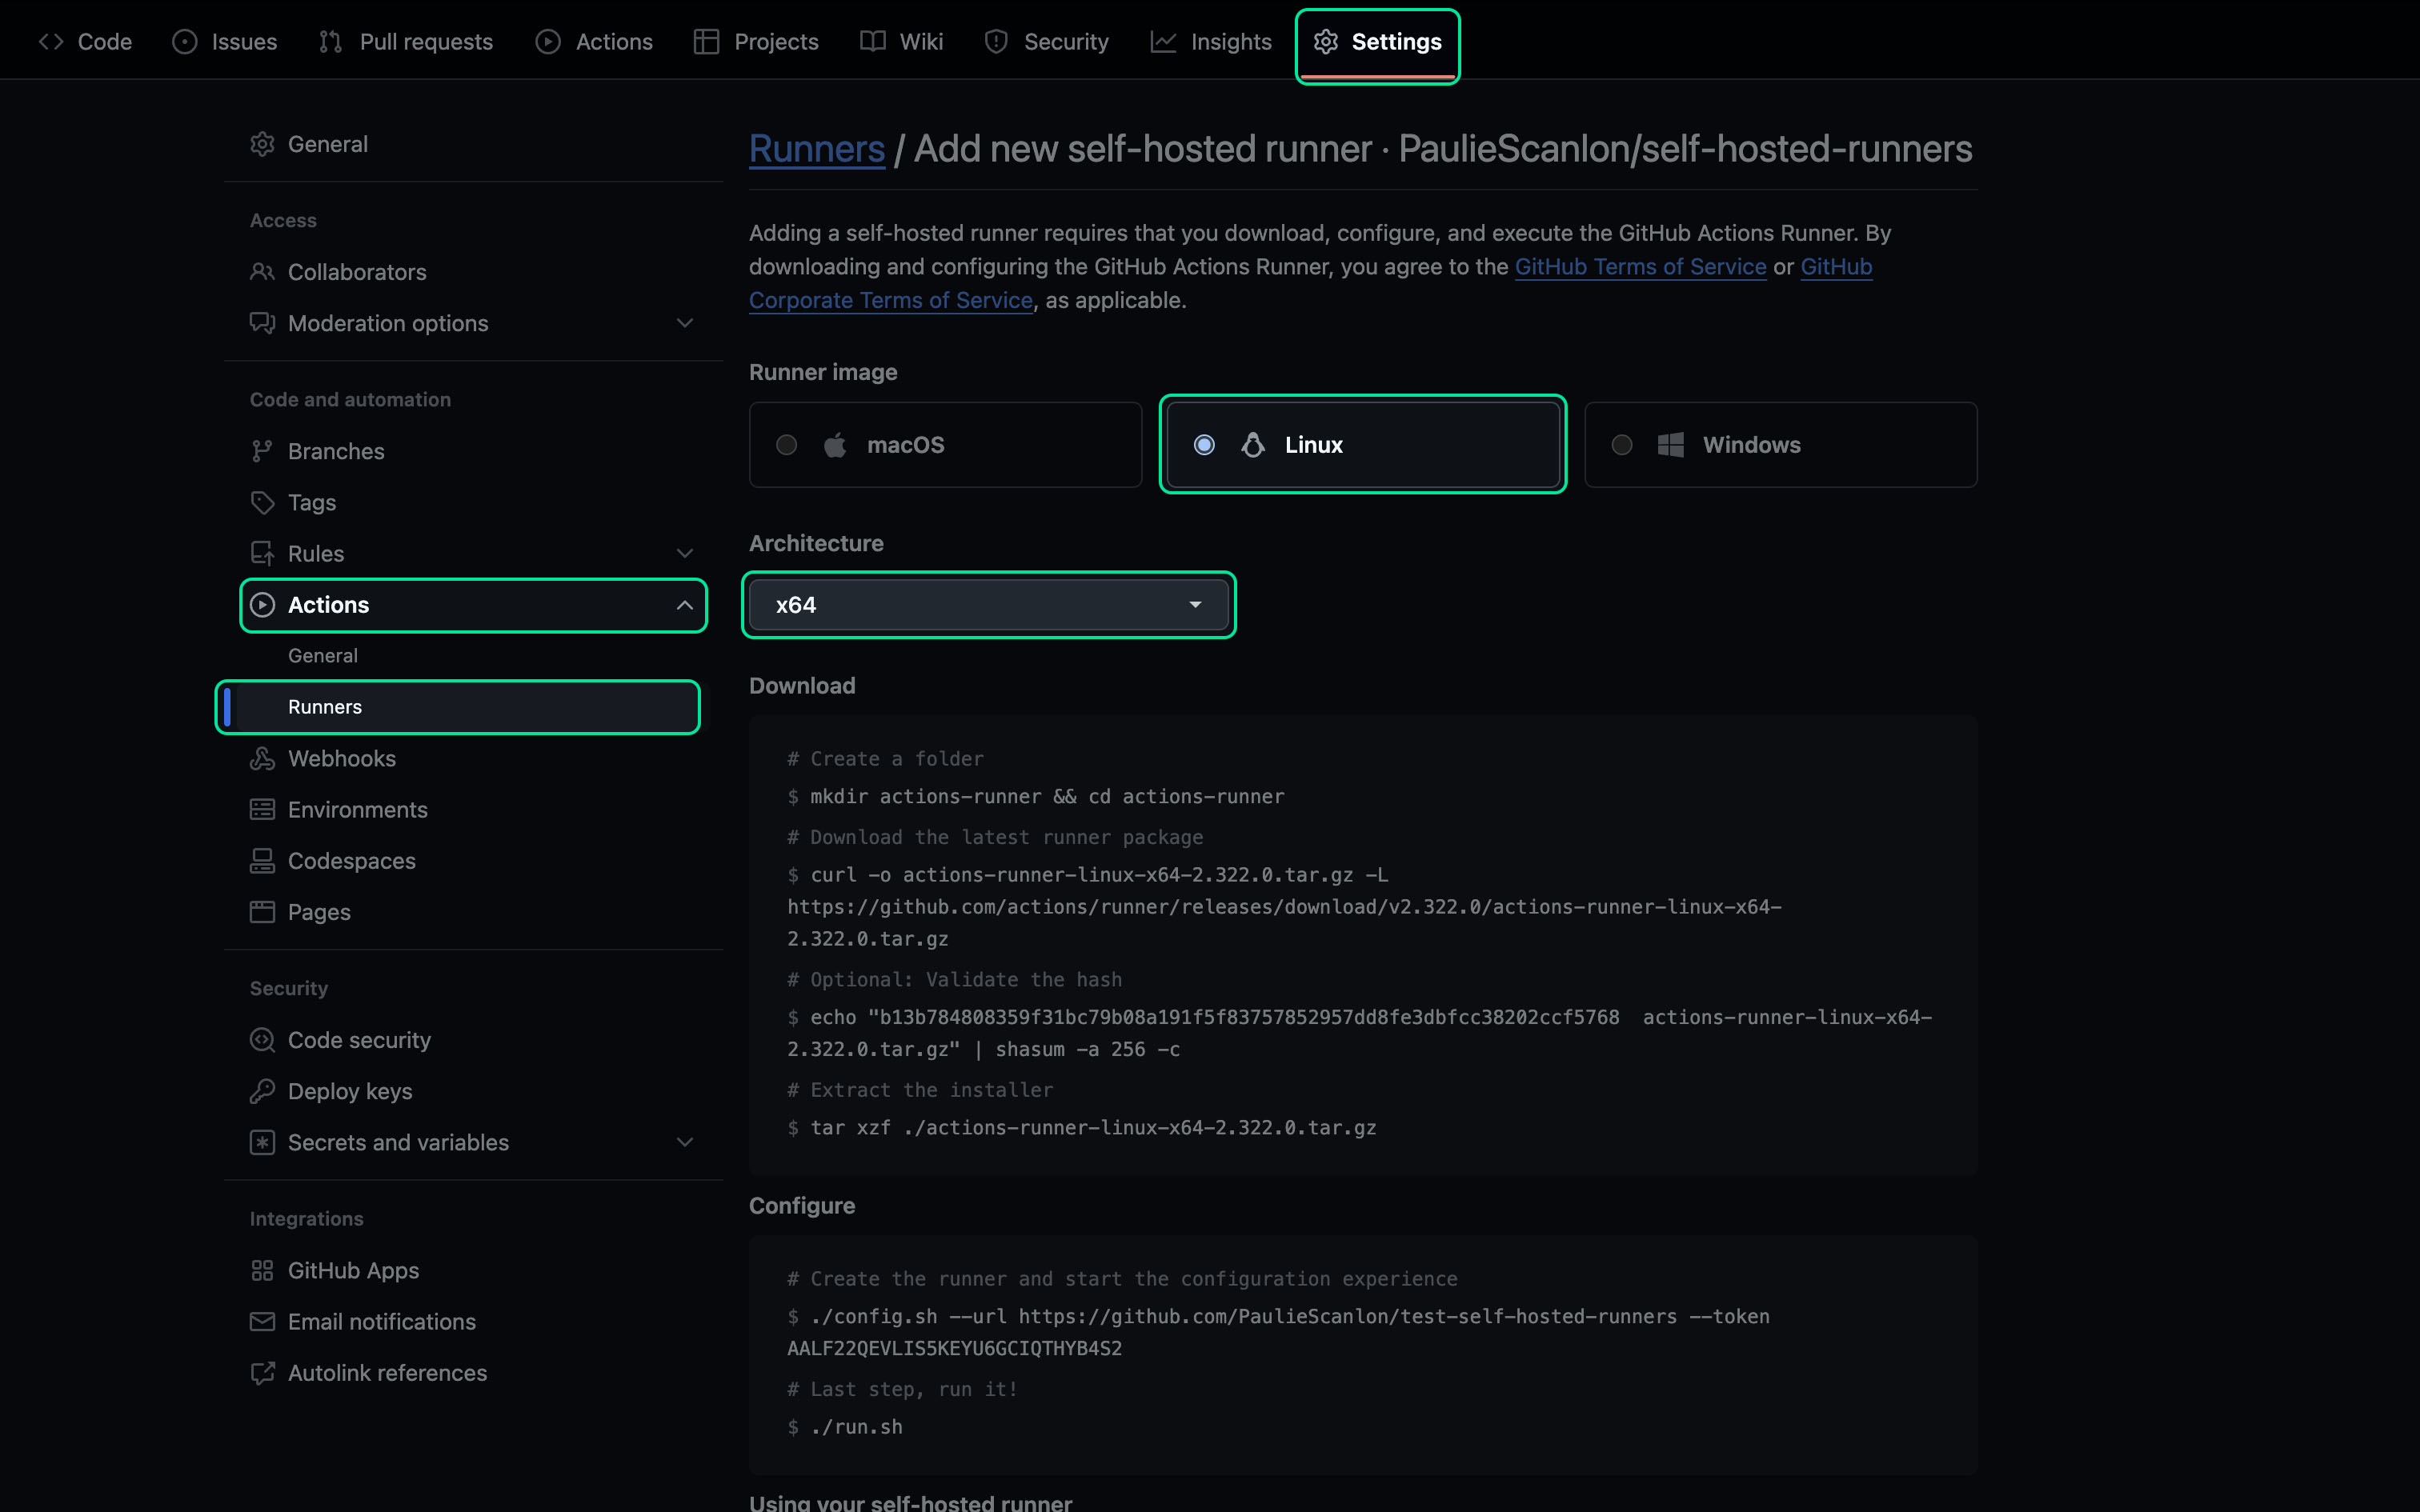 Code
Issues
Pull requests
Actions
Projects
Wiki
Security
Insights
Settings
General
Access
Collaborators
Moderation options
Code and automation
Branches
Tags
Rules
Actions
General
Runners
Webhooks
Environments
Codespaces
Pages
Security
Code security
Deploy keys
Secrets and variables
Integrations
GitHub Apps
Email notifications
Autolink references
Runners / Add new self-hosted runner · PaulieScanlon/self-hosted-runners
Adding a self-hosted runner requires that you download, configure, and execute the GitHub Actions Runner. By
downloading and configuring the GitHub Actions Runner, you agree to the GitHub Terms of Service or GitHub
Corporate Terms of Service, as applicable.
Runner image
macOS
Linux
Windows
Architecture
x64
Download
# Create a folder
$ mkdir actions-runner && cd actions-runner
# Download the latest runner package
$ curl -o actions-runner-linux-x64-2.322.0.tar.gz -L
https://github.com/actions/runner/releases/download/v2.322.0/actions-runner-linux-x64-
2.322.0.tar.gz
# Optional: Validate the hash
$ echo "b13b784808359f31bc79b08a191f5f83757852957dd8fe3dbfcc38202ccf5768  actions-runner-linux-x64-
2.322.0.tar.gz" | shasum -a 256 -c
# Extract the installer
$ tar xzf ./actions-runner-linux-x64-2.322.0.tar.gz
Configure
# Create the runner and start the configuration experience
$ ./config.sh --url https://github.com/PaulieScanlon/test-self-hosted-runners --token
AALF22QEVLIS5KEYU6GCIQTHYB4S2
# Last step, run it!
$ ./run.sh
Using your self-hosted runner